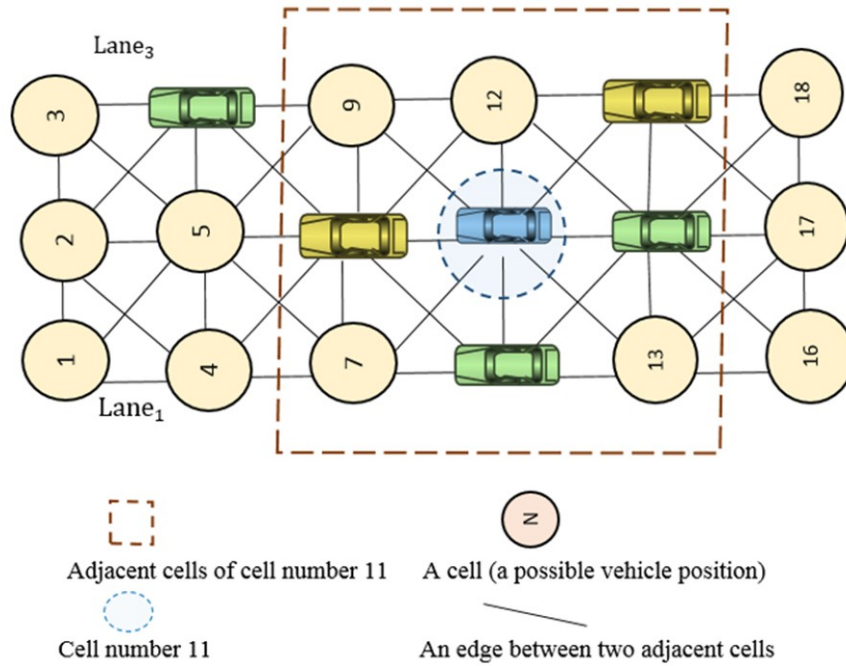 Lane₃
3
9
12
18
2
5
17
1
4
7
13
16
Lane₁
N
Adjacent cells of cell number 11
A cell (a possible vehicle position)
Cell number 11
An edge between two adjacent cells